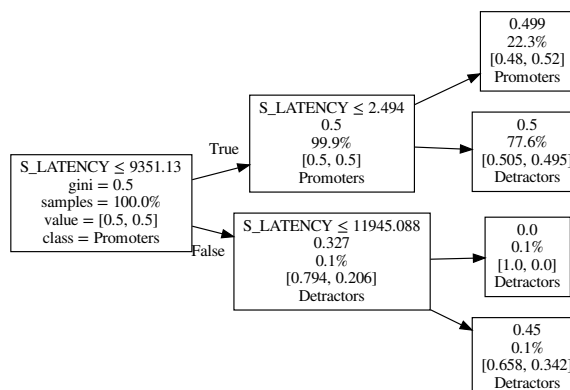 S_LATENCY ≤ 9351.13
gini = 0.5
samples = 100.0%
value = [0.5, 0.5]
class = Promoters
True
False
S_LATENCY ≤ 2.494
0.5
99.9%
[0.5, 0.5]
Promoters
S_LATENCY ≤ 11945.088
0.327
0.1%
[0.794, 0.206]
Detractors
0.499
22.3%
[0.48, 0.52]
Promoters
0.5
77.6%
[0.505, 0.495]
Detractors
0.0
0.1%
[1.0, 0.0]
Detractors
0.45
0.1%
[0.658, 0.342]
Detractors